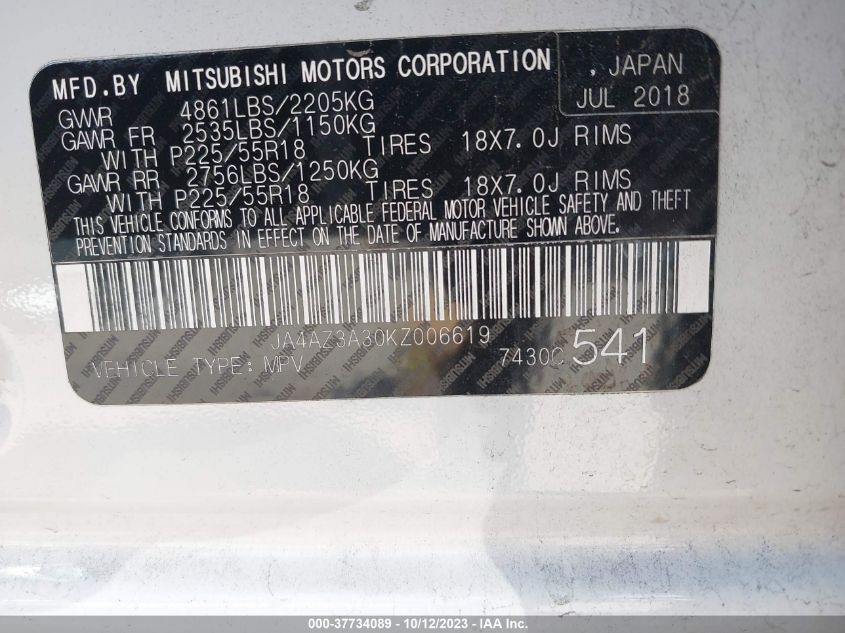 MFD.BY MITSUBISHI MOTORS CORPORATION , JAPAN
JUL 2018
GVWR 4861LBS/2205KG
GAWR FR 2535LBS/1150KG
WITH P225/55R18 TIRES 18X7.0J RIMS
GAWR RR 2756LBS/1250KG
WITH P225/55R18 TIRES 18X7.0J RIMS
THIS VEHICLE CONFORMS TO ALL APPLICABLE FEDERAL MOTOR VEHICLE SAFETY AND THEFT
PREVENTION STANDARDS IN EFFECT ON THE DATE OF MANUFACTURE SHOWN ABOVE.
JA4AZ3A30KZ006619
VEHICLE TYPE: MPV 7430C 541
000-37734089 - 10/12/2023 - IAA Inc.